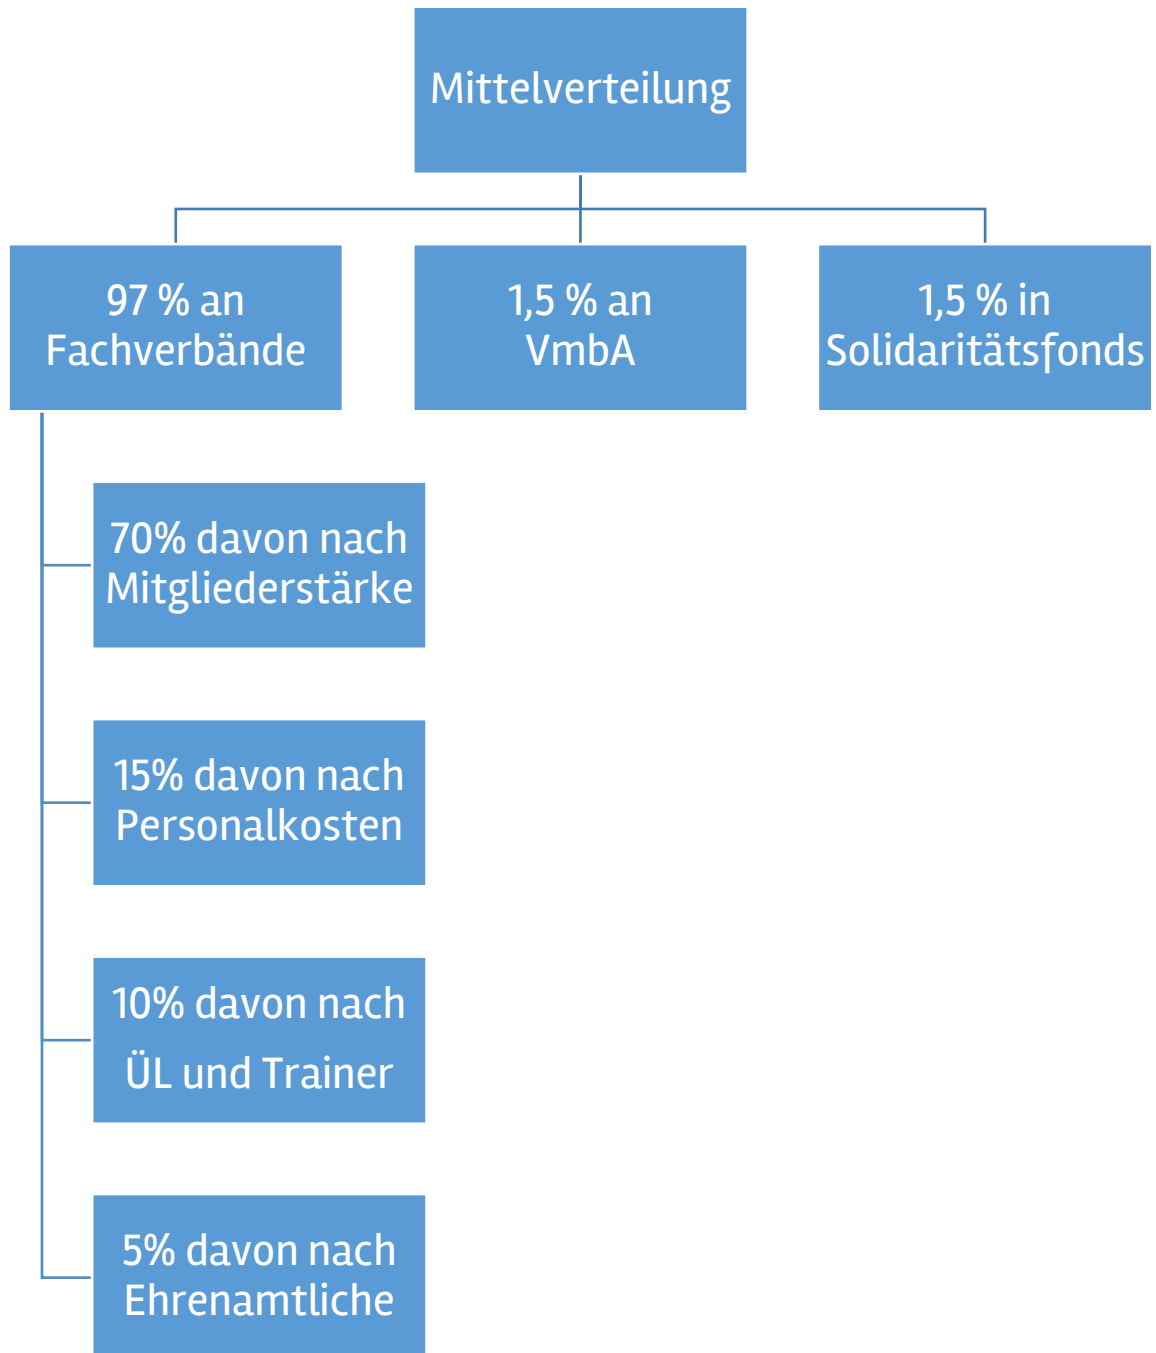 Mittelverteilung
97 % an
Fachverbände
1,5 % an
VmbA
1,5 % in
Solidaritätsfonds
70% davon nach
Mitgliederstärke
15% davon nach
Personalkosten
10% davon nach
ÜL und Trainer
5% davon nach
Ehrenamtliche